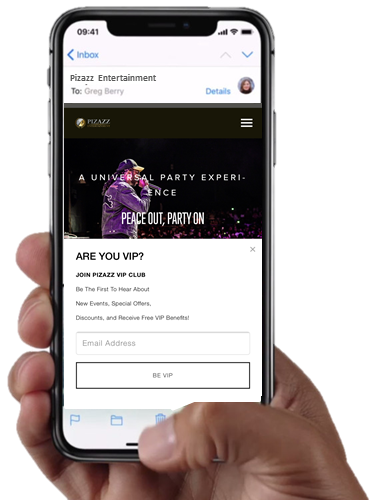 09:41
Inbox
Pizazz Entertainment
To: Greg Berry Details
PIZAZZ
A UNIVERSAL PARTY EXPERI-
ENCE
PEACE OUT, PARTY ON
×
ARE YOU VIP?
JOIN PIZAZZ VIP CLUB
Be The First To Hear About
New Events, Special Offers,
Discounts, and Receive Free VIP Benefits!
Email Address
BE VIP